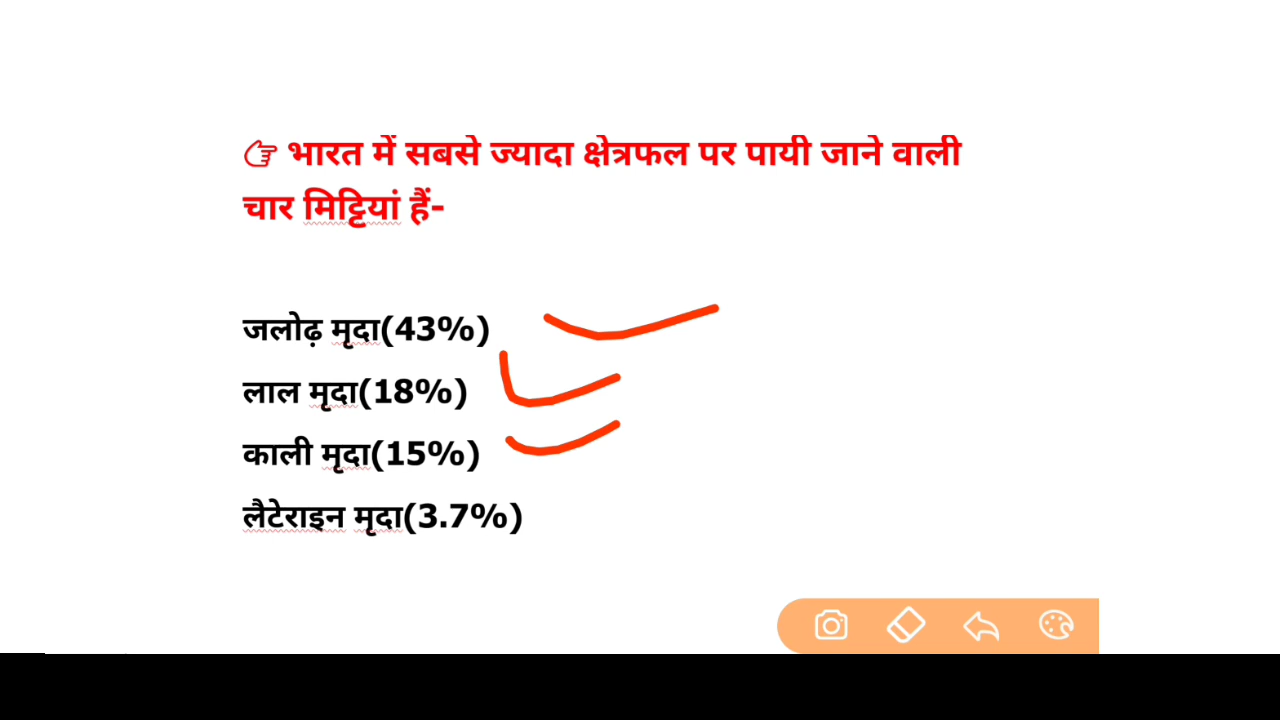 👉 भारत में सबसे ज्यादा क्षेत्रफल पर पायी जाने वाली
चार मिट्टियां हैं-
जलोढ़ मृदा(43%)
लाल मृदा(18%)
काली मृदा(15%)
लैटेराइन मृदा(3.7%)